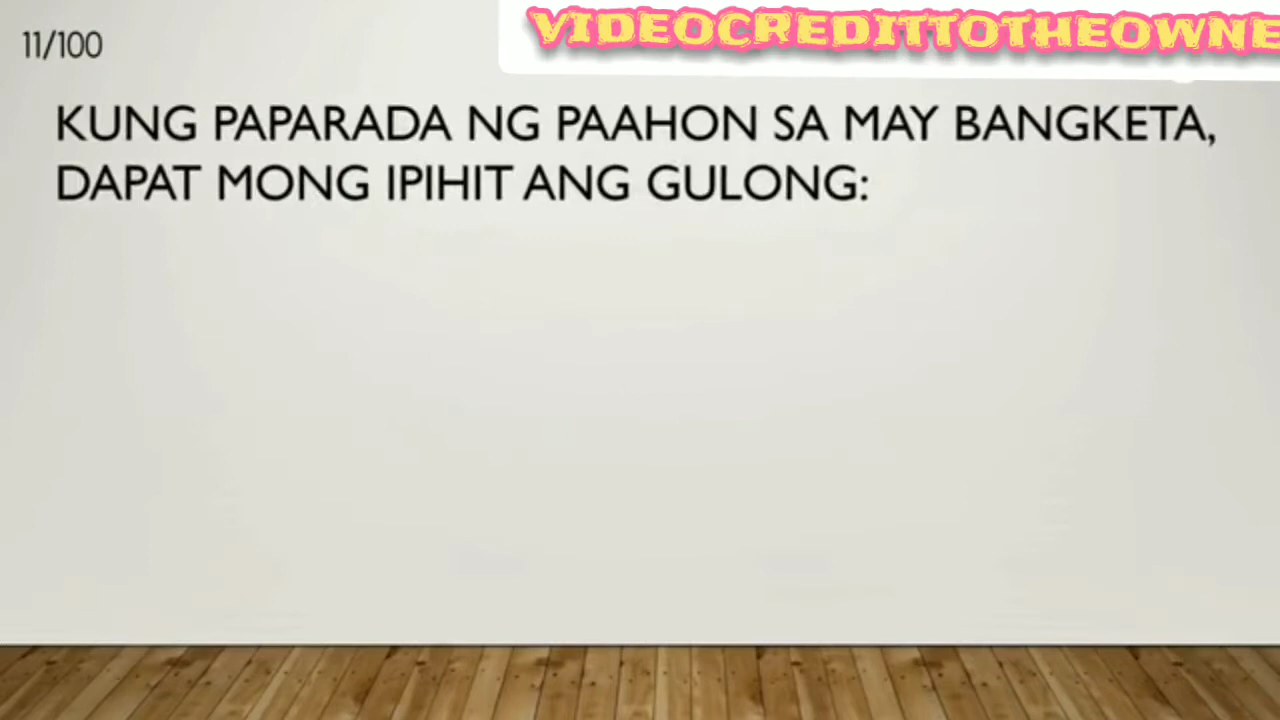 11/100
VIDEOCREDITTOTHEOWNE
KUNG PAPARADA NG PAAHON SA MAY BANGKETA,
DAPAT MONG IPIHIT ANG GULONG: